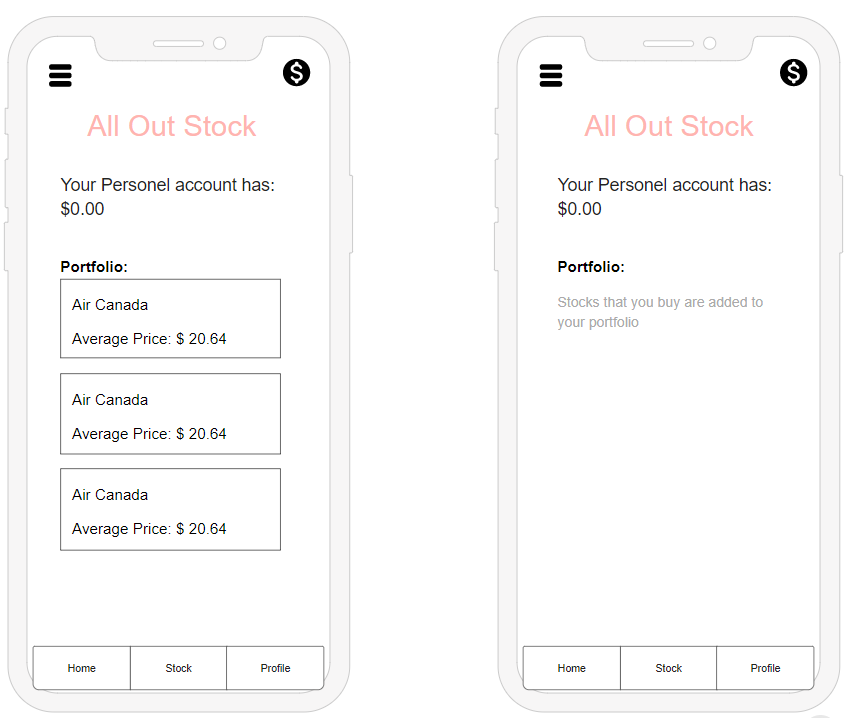 All Out Stock
Your Personel account has:
$0.00
Portfolio:
Air Canada
Average Price: $ 20.64
Air Canada
Average Price: $ 20.64
Air Canada
Average Price: $ 20.64
Home Stock Profile
All Out Stock
Your Personel account has:
$0.00
Portfolio:
Stocks that you buy are added to
your portfolio
Home Stock Profile